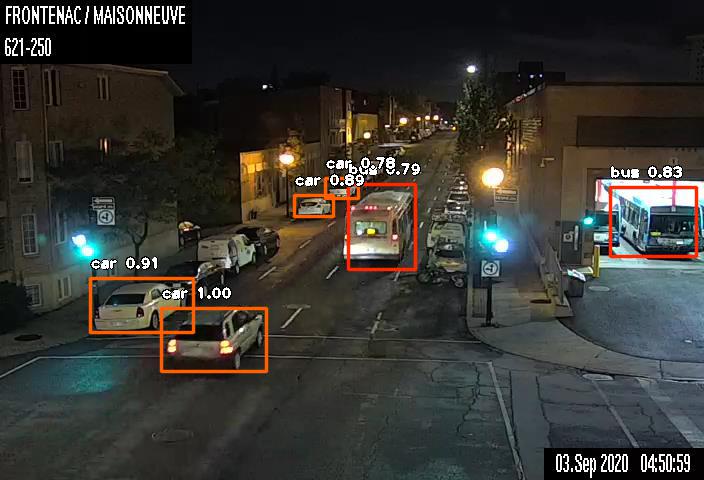 FRONTENAC / MAISONNEUVE
621-250
car 0.78
bus 0.79
car 0.89
bus 0.83
car 0.91
car 1.00
03.Sep 2020 04:50:59